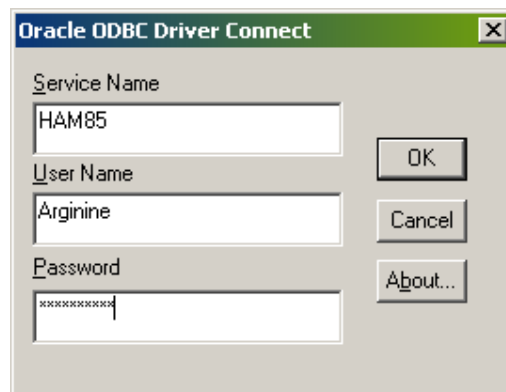 Oracle ODBC Driver Connect
Service Name
HAM85
OK
User Name
Arginine
Cancel
Password
**********
About...